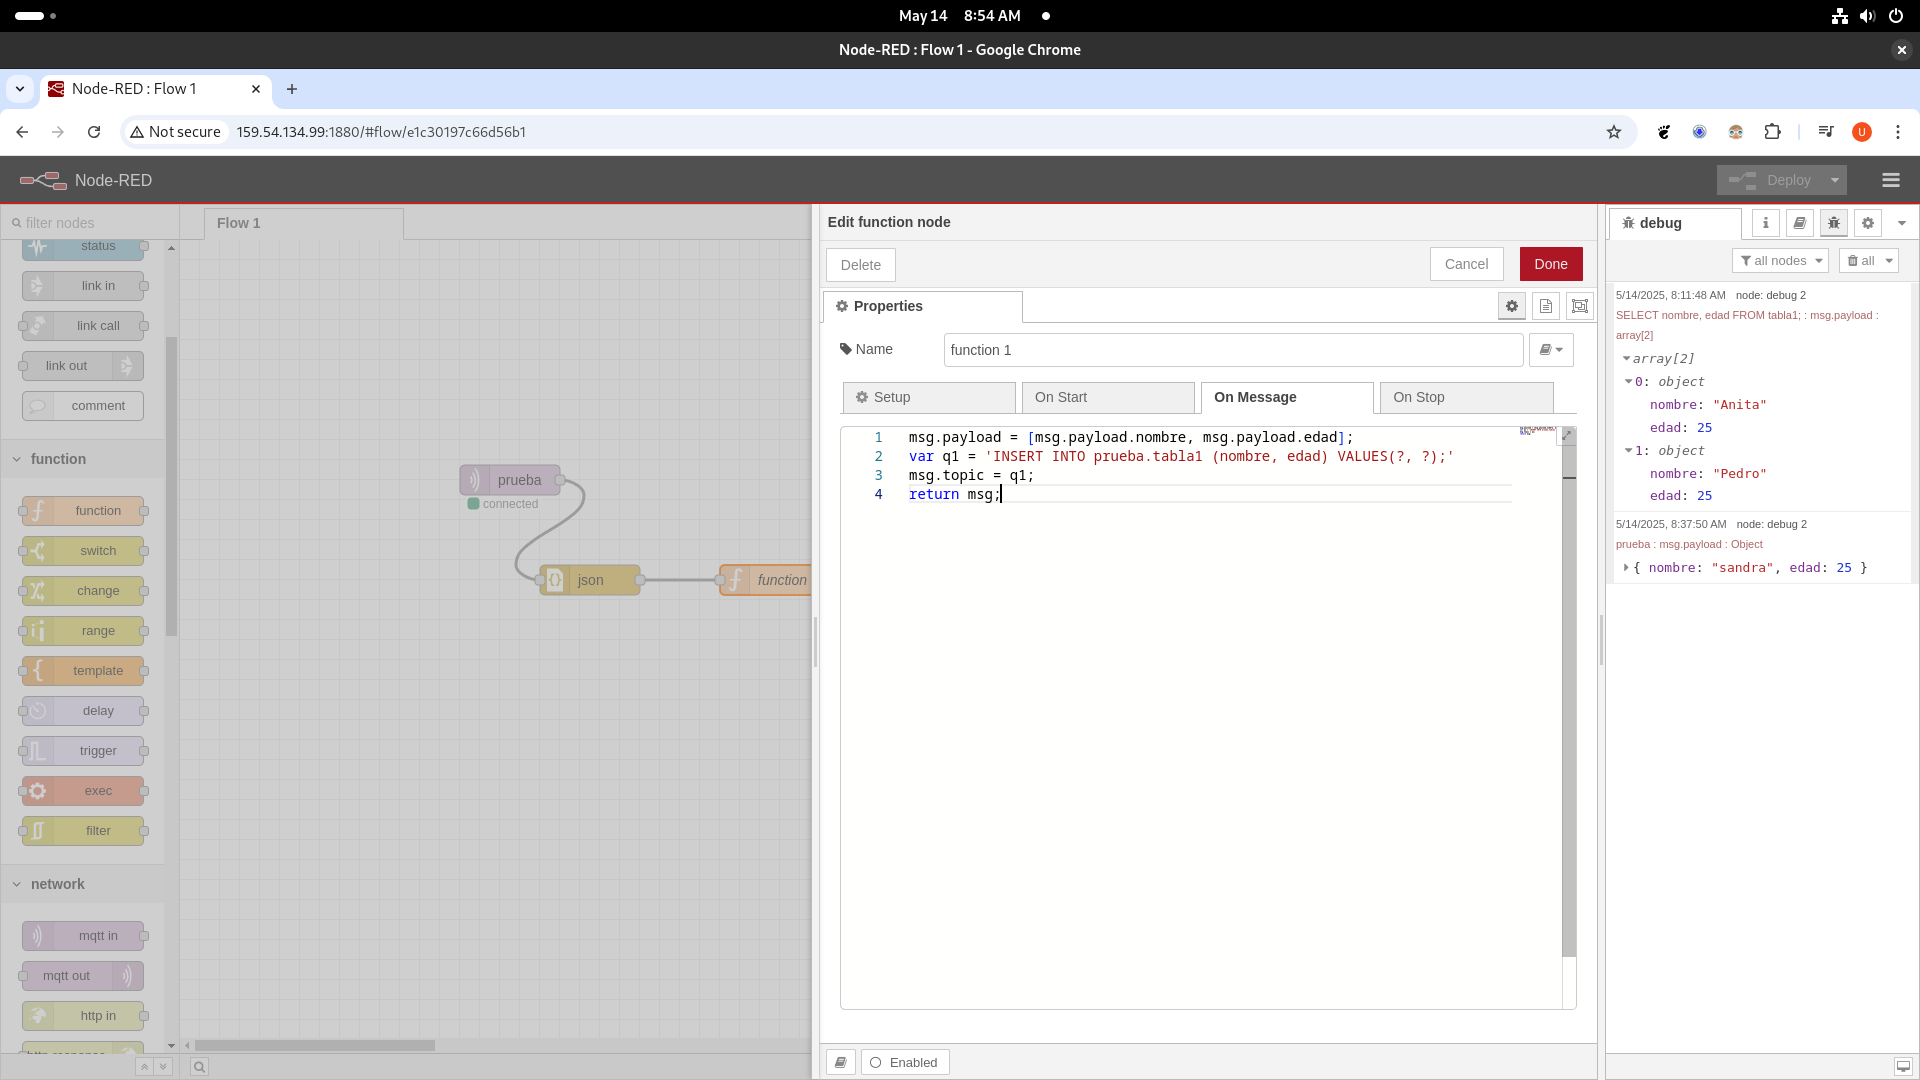 May 14 8:54 AM
Node-RED : Flow 1 - Google Chrome
Node-RED : Flow 1
Not secure 159.54.134.99:1880/#flow/e1c30197c66d56b1
U
Node-RED
Deploy
filter nodes
status
link in
link call
link out
comment
function
function
switch
change
range
template
delay
trigger
exec
filter
network
mqtt in
mqtt out
http in
http response
Flow 1
prueba
connected
json
function
Edit function node
Delete
Cancel
Done
Properties
Name
function 1
Setup
On Start
On Message
On Stop
1 msg.payload = [msg.payload.nombre, msg.payload.edad];
2 var q1 = 'INSERT INTO prueba.tabla1 (nombre, edad) VALUES(?, ?);'
3 msg.topic = q1;
4 return msg;
Enabled
debug
i
all nodes
all
5/14/2025, 8:11:48 AM node: debug 2
SELECT nombre, edad FROM tabla1; : msg.payload :
array[2]
array[2]
0: object
nombre: "Anita"
edad: 25
1: object
nombre: "Pedro"
edad: 25
5/14/2025, 8:37:50 AM node: debug 2
prueba : msg.payload : Object
{ nombre: "sandra", edad: 25 }